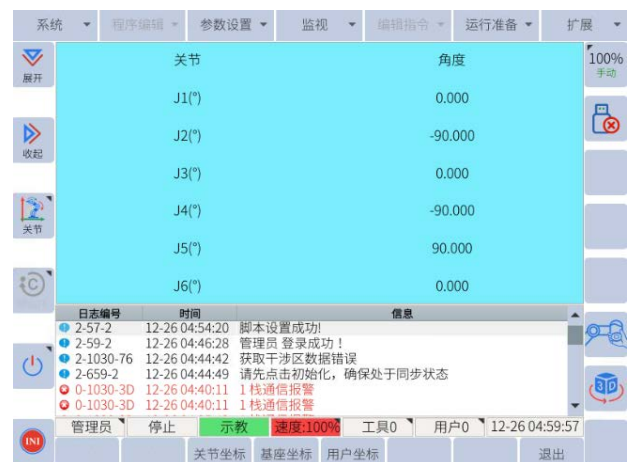 系统 程序编辑 参数设置 监视 编辑指令 运行准备 扩展
展开
收起
关节
INI
关节 角度
J1(°) 0.000
J2(°) -90.000
J3(°) 0.000
J4(°) -90.000
J5(°) 90.000
J6(°) 0.000
100%
手动
3D
日志编号 时间 信息
2-57-2 12-26 04:54:20 脚本设置成功!
2-59-2 12-26 04:46:28 管理员 登录成功！
2-1030-76 12-26 04:44:42 获取干涉区数据错误
2-659-2 12-26 04:44:49 请先点击初始化，确保处于同步状态
0-1030-3D 12-26 04:40:11 1 栈通信报警
0-1030-3D 12-26 04:40:11 1 栈通信报警
管理员 停止 示教 速度:100% 工具0 用户0 12-26 04:59:57
关节坐标 基座坐标 用户坐标 退出